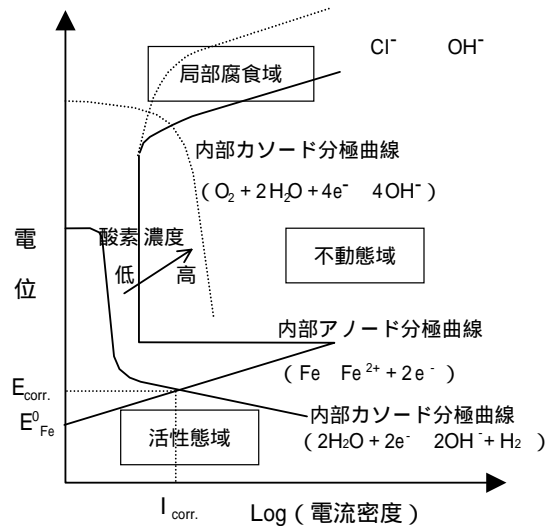 Cl⁻ OH⁻
局部腐食域
内部カソード分極曲線
(O₂ + 2H₂O + 4e⁻ 4OH⁻)
酸素濃度
低 高
電位
不動態域
内部アノード分極曲線
(Fe Fe²⁺ + 2e⁻)
Ecorr.
E⁰Fe
内部カソード分極曲線
(2H₂O + 2e⁻ 2OH⁻ + H₂)
活性態域
I corr.
Log(電流密度)